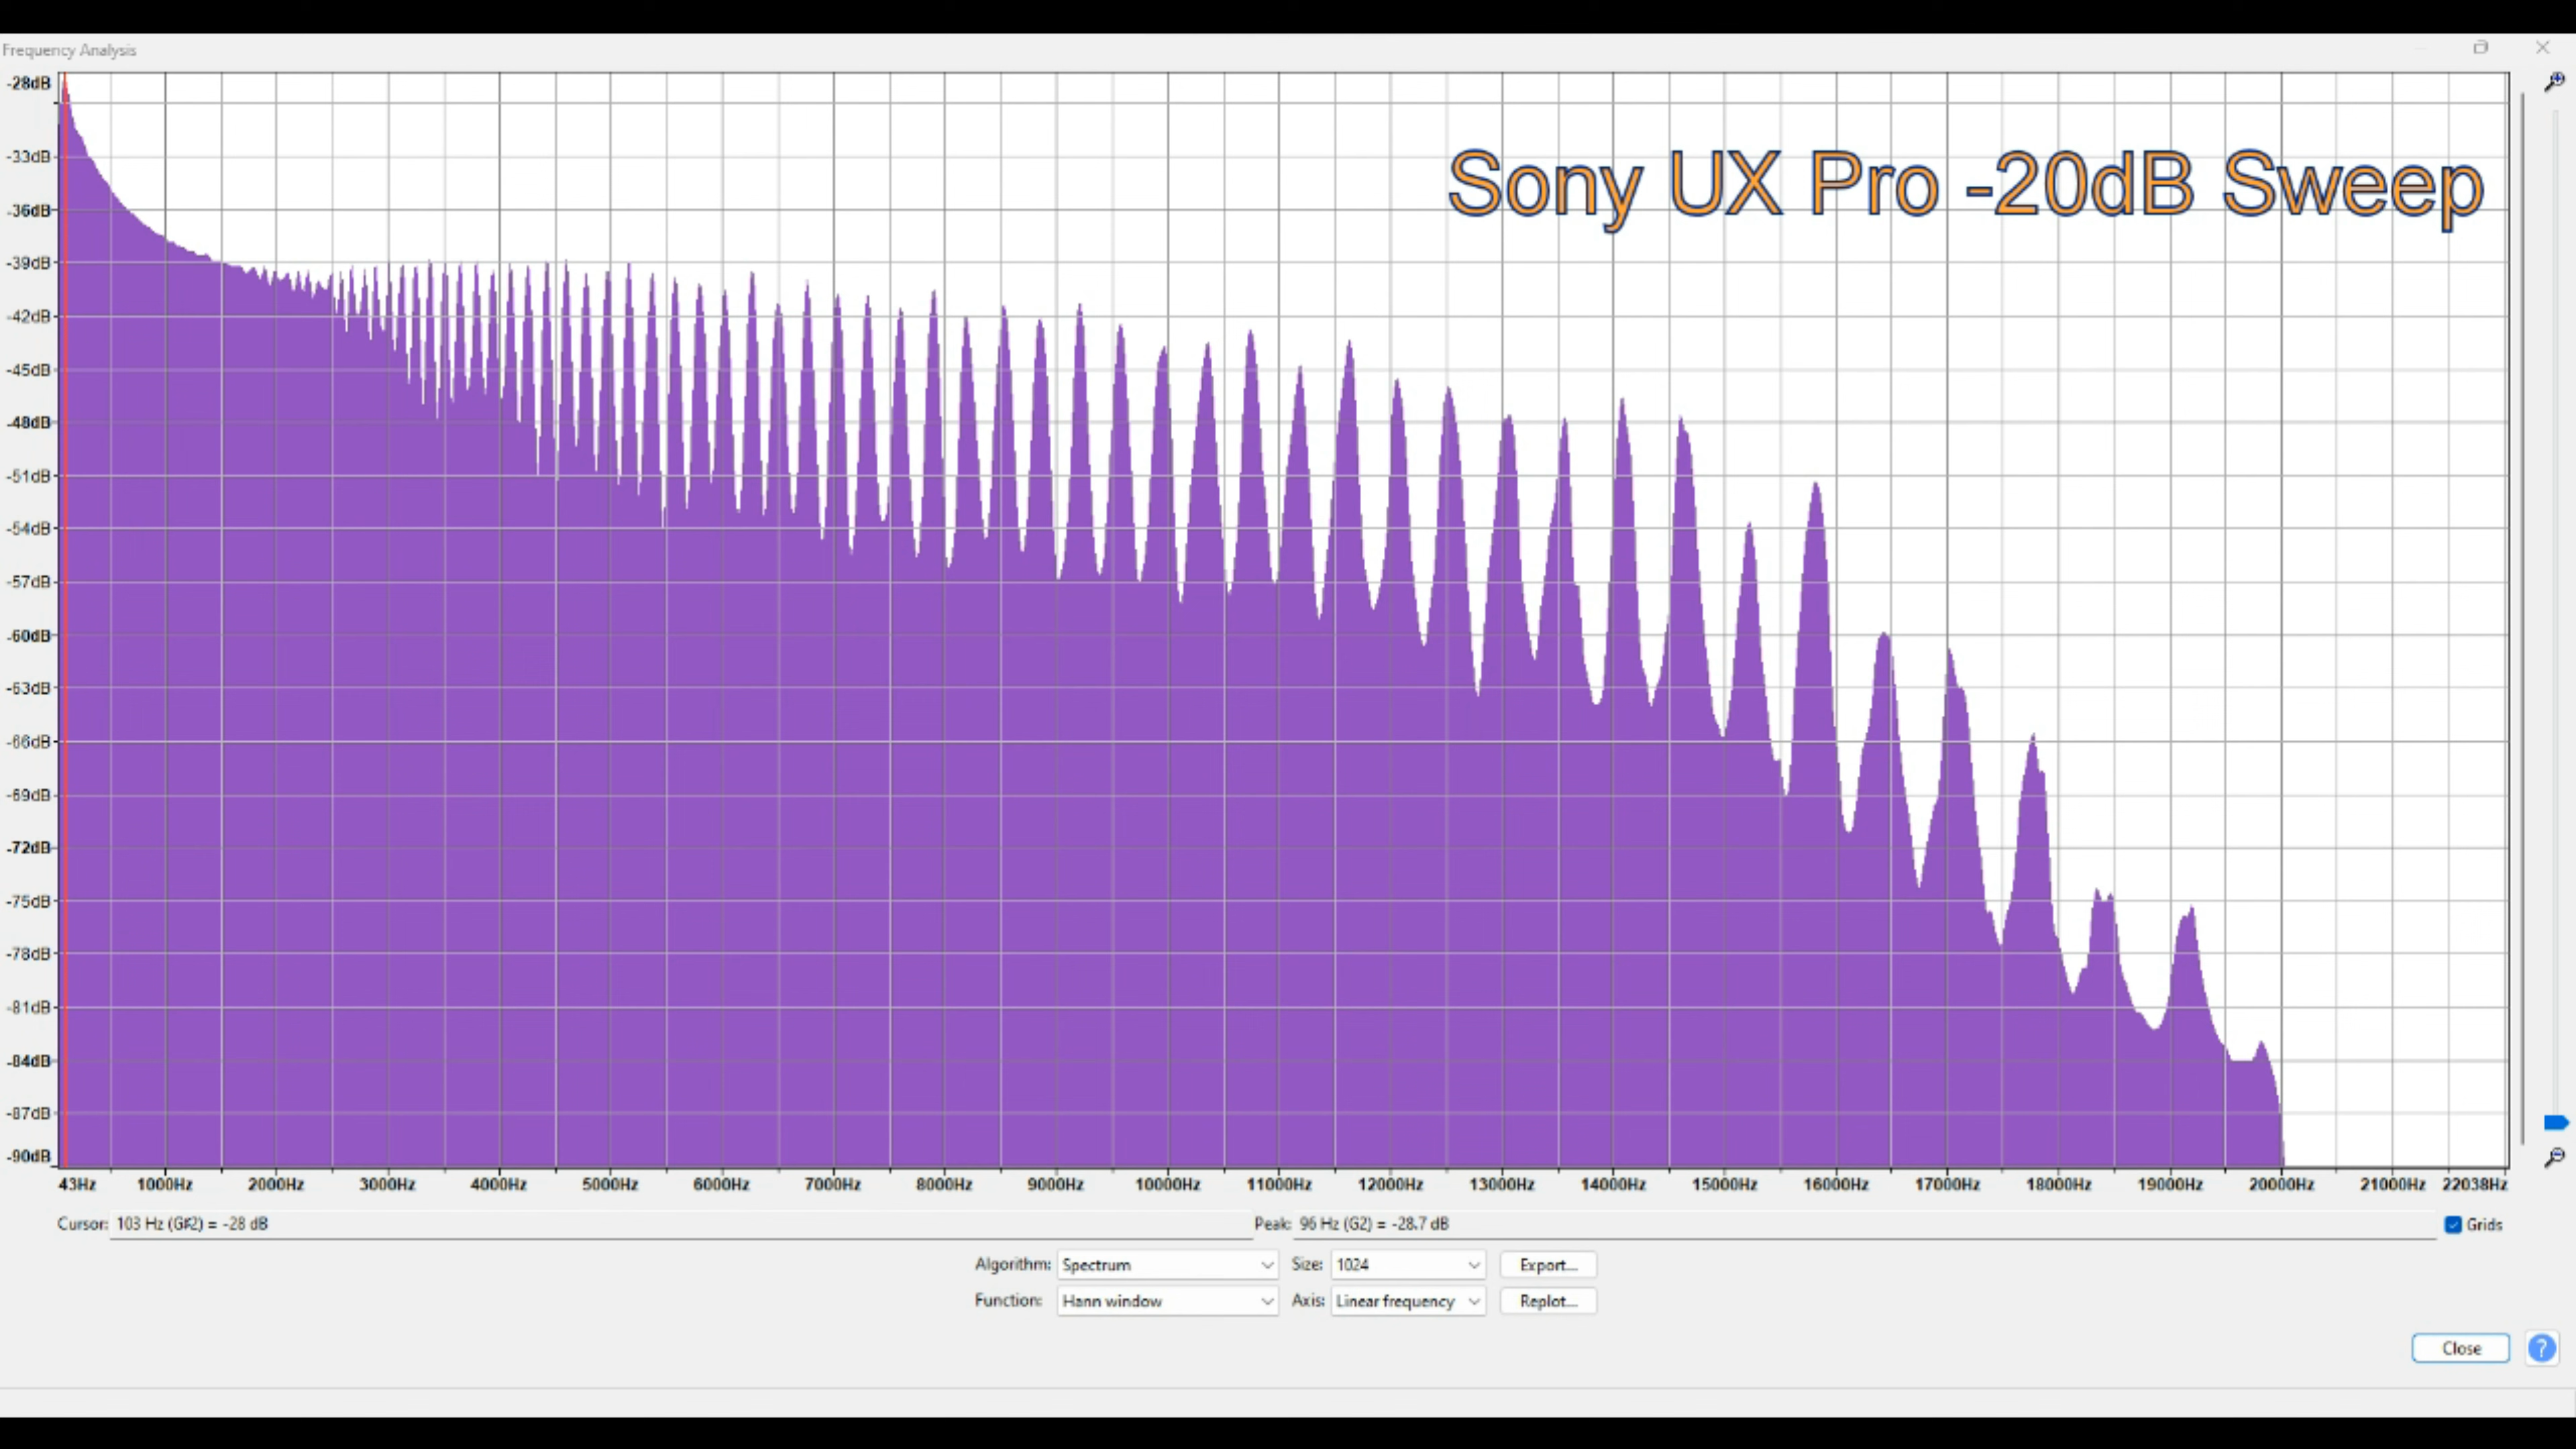 Frequency Analysis
Sony UX Pro -20dB Sweep
-28dB
-33dB
-36dB
-39dB
-42dB
-45dB
-48dB
-51dB
-54dB
-57dB
-60dB
-63dB
-66dB
-69dB
-72dB
-75dB
-78dB
-81dB
-84dB
-87dB
-90dB
43Hz 1000Hz 2000Hz 3000Hz 4000Hz 5000Hz 6000Hz 7000Hz 8000Hz 9000Hz 10000Hz 11000Hz 12000Hz 13000Hz 14000Hz 15000Hz 16000Hz 17000Hz 18000Hz 19000Hz 20000Hz 21000Hz 22038Hz
Cursor: 103 Hz (G#2) = -28 dB Peak: 96 Hz (G2) = -28.7 dB Grids
Algorithm: Spectrum Size: 1024 Export...
Function: Hann window Axis: Linear frequency Replot...
Close ?